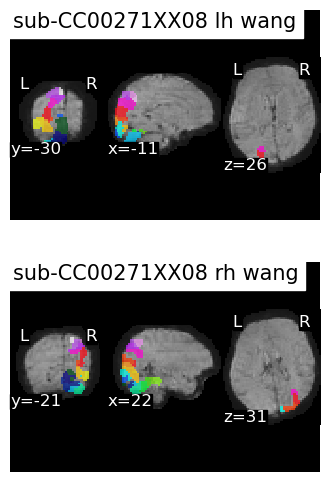 sub-CC00271XX08 lh wang
L R L R
y=-30 x=-11 z=26
sub-CC00271XX08 rh wang
L R L R
y=-21 x=22 z=31